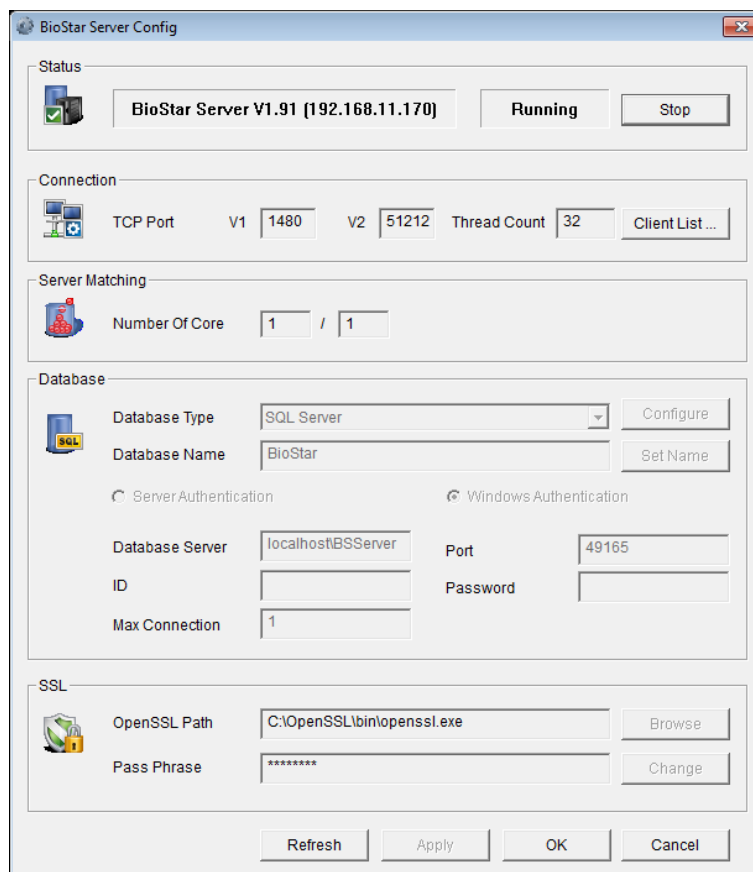 BioStar Server Config
Status
BioStar Server V1.91 (192.168.11.170) Running Stop
Connection
TCP Port V1 1480 V2 51212 Thread Count 32 Client List ...
Server Matching
Number Of Core 1 / 1
Database
Database Type SQL Server Configure
SQL
Database Name BioStar Set Name
Server Authentication Windows Authentication
Database Server localhost\BSServer Port 49165
ID Password
Max Connection 1
SSL
OpenSSL Path C:\OpenSSL\bin\openssl.exe Browse
Pass Phrase ******** Change
Refresh Apply OK Cancel